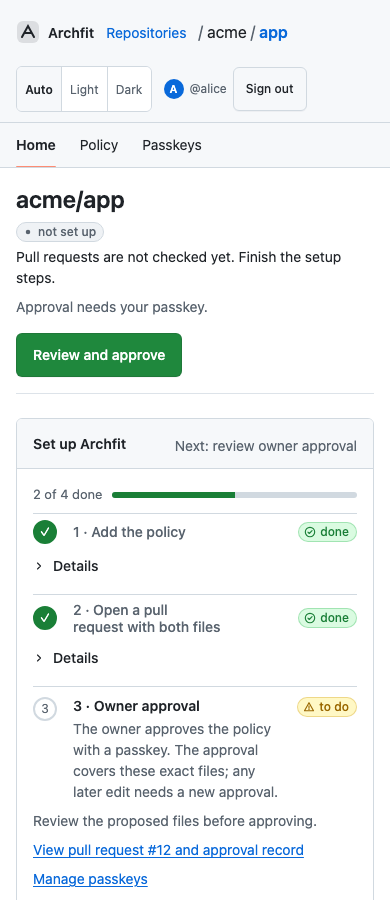 Archfit Repositories / acme / app
Auto Light Dark A @alice Sign out
Home Policy Passkeys
acme/app
• not set up
Pull requests are not checked yet. Finish the setup
steps.
Approval needs your passkey.
Review and approve
Set up Archfit Next: review owner approval
2 of 4 done
1 · Add the policy done
Details
2 · Open a pull
request with both files done
Details
3 3 · Owner approval to do
The owner approves the policy
with a passkey. The approval
covers these exact files; any
later edit needs a new approval.
Review the proposed files before approving.
View pull request #12 and approval record
Manage passkeys